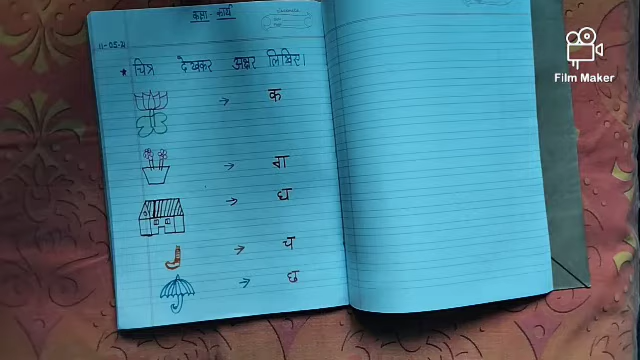 कक्षा-कार्य
11-05-21
* चित्र देखकर अक्षर लिखिए।
→ क
→ ग
→ घ
→ च
→ छ
Film Maker